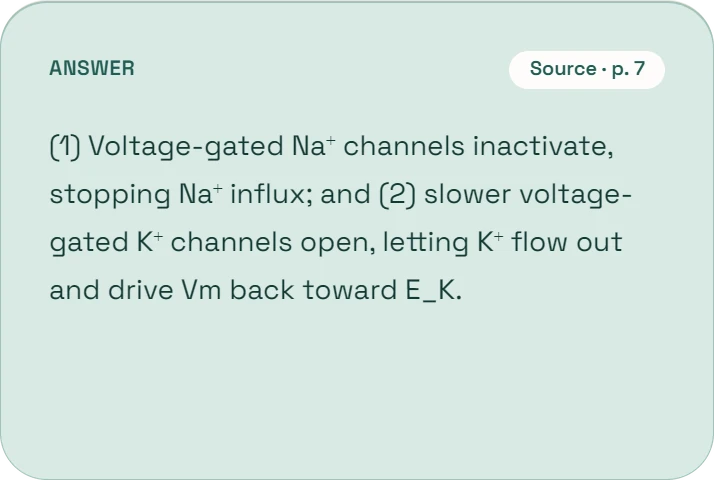 ANSWER
Source · p. 7
(1) Voltage-gated Na⁺ channels inactivate,
stopping Na⁺ influx; and (2) slower voltage-
gated K⁺ channels open, letting K⁺ flow out
and drive Vm back toward E_K.